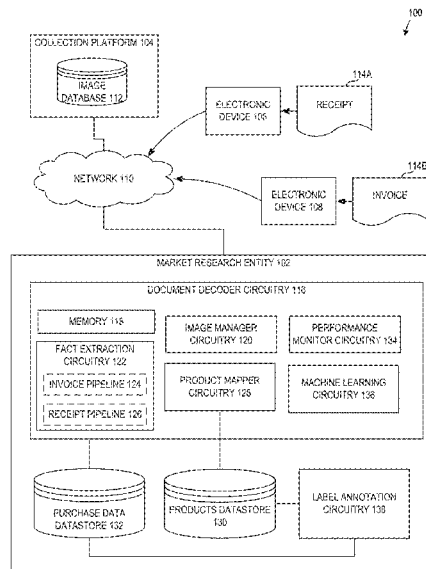 100
COLLECTION PLATFORM 104
IMAGE
DATABASE 112
114A
ELECTRONIC
DEVICE 106
RECEIPT
NETWORK 110
114B
ELECTRONIC
DEVICE 108
INVOICE
MARKET RESEARCH ENTITY 102
DOCUMENT DECODER CIRCUITRY 116
MEMORY 118
IMAGE MANAGER
CIRCUITRY 120
PERFORMANCE
MONITOR CIRCUITRY 134
FACT EXTRACTION
CIRCUITRY 122
INVOICE PIPELINE 124
RECEIPT PIPELINE 126
PRODUCT MAPPER
CIRCUITRY 128
MACHINE LEARNING
CIRCUITRY 136
PURCHASE DATA
DATASTORE 132
PRODUCTS DATASTORE
130
LABEL ANNOTATION
CIRCUITRY 138